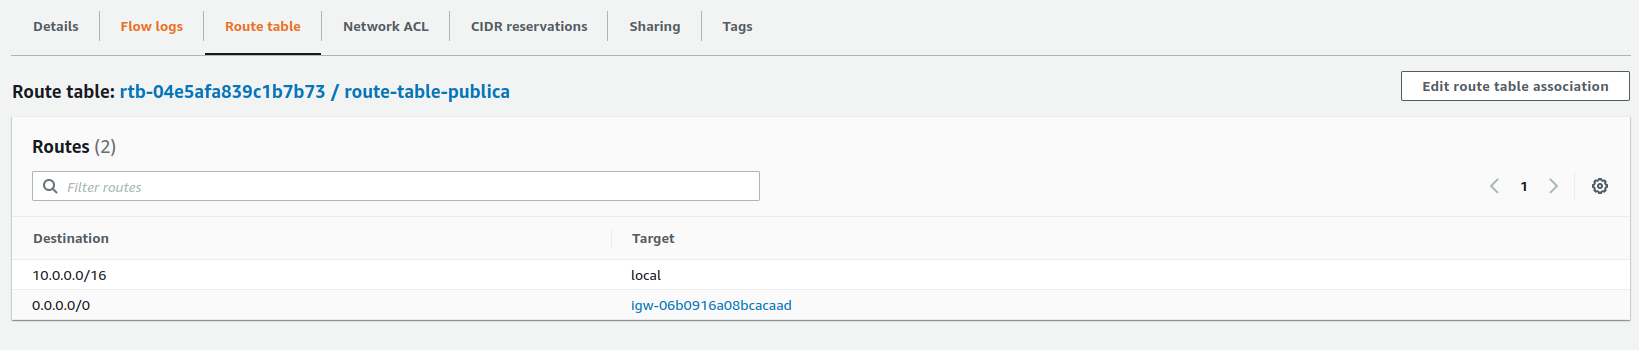 Details Flow logs Route table Network ACL CIDR reservations Sharing Tags
Route table: rtb-04e5afa839c1b7b73 / route-table-publica Edit route table association
Routes (2)
Filter routes 1
Destination Target
10.0.0.0/16 local
0.0.0.0/0 igw-06b0916a08bcacaad